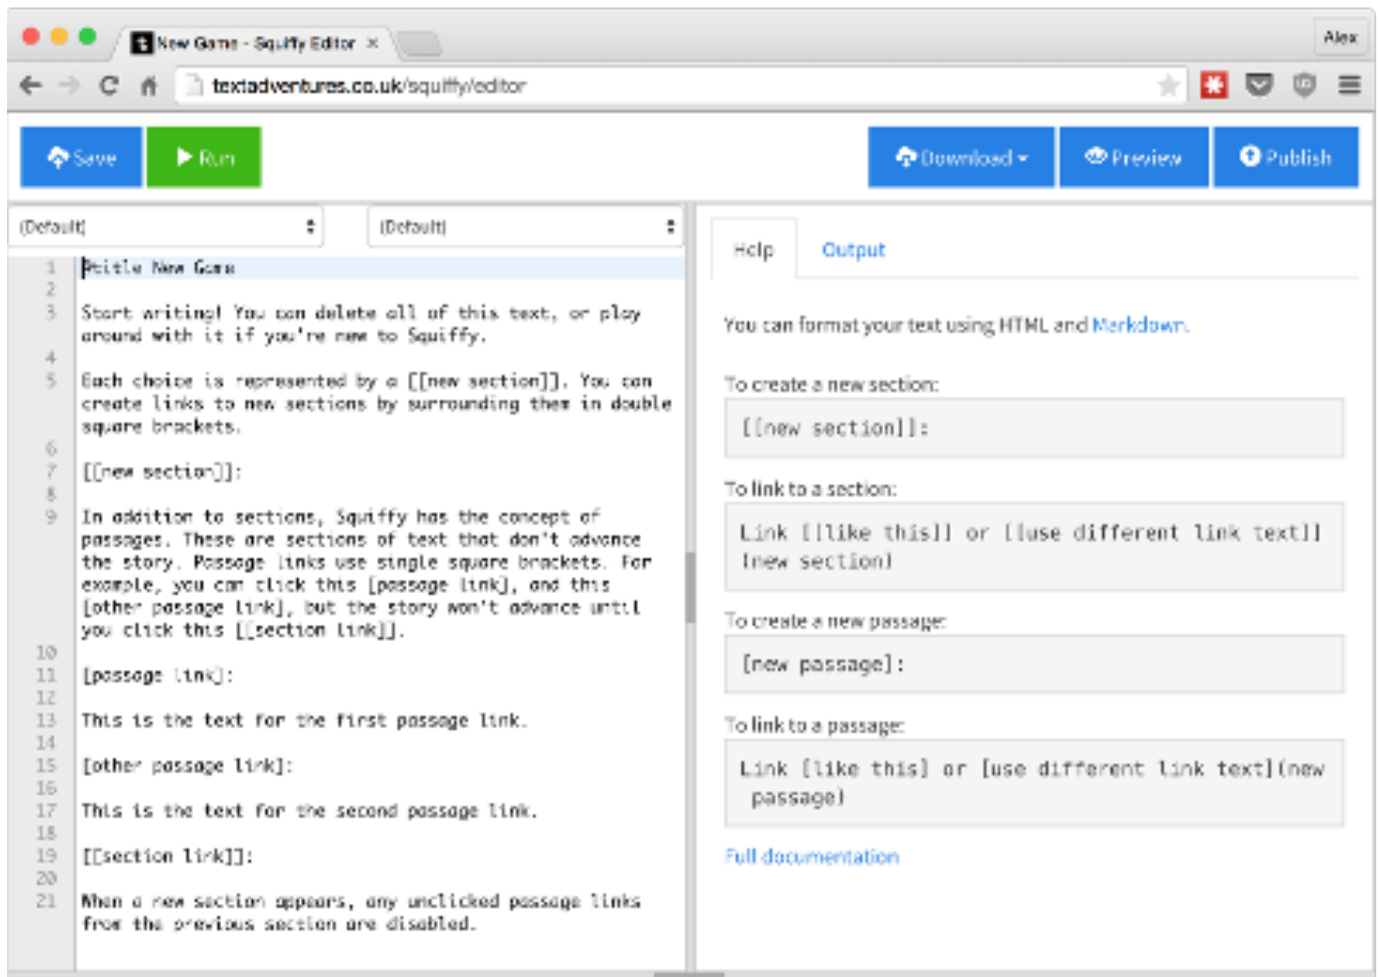 New Game - Squiffy Editor ×
Alex
textadventures.co.uk/squiffy/editor
Save
Run
Download
Preview
Publish
(Default)
(Default)
1 @title New Game
2
3 Start writing! You can delete all of this text, or play
around with it if you're new to Squiffy.
4
5 Each choice is represented by a [[new section]]. You can
create links to new sections by surrounding them in double
square brackets.
6
7 [[new section]]:
8
9 In addition to sections, Squiffy has the concept of
passages. These are sections of text that don't advance
the story. Passage links use single square brackets. For
example, you can click this [passage link], and this
[other passage link], but the story won't advance until
you click this [[section link]].
10
11 [passage link]:
12
13 This is the text for the first passage link.
14
15 [other passage link]:
16
17 This is the text for the second passage link.
18
19 [[section link]]:
20
21 When a new section appears, any unclicked passage links
from the previous section are disabled.
Help
Output
You can format your text using HTML and Markdown.
To create a new section:
[[new section]]:
To link to a section:
Link [[like this]] or [[use different link text]]
(new section)
To create a new passage:
[new passage]:
To link to a passage:
Link [like this] or [use different link text](new
passage)
Full documentation